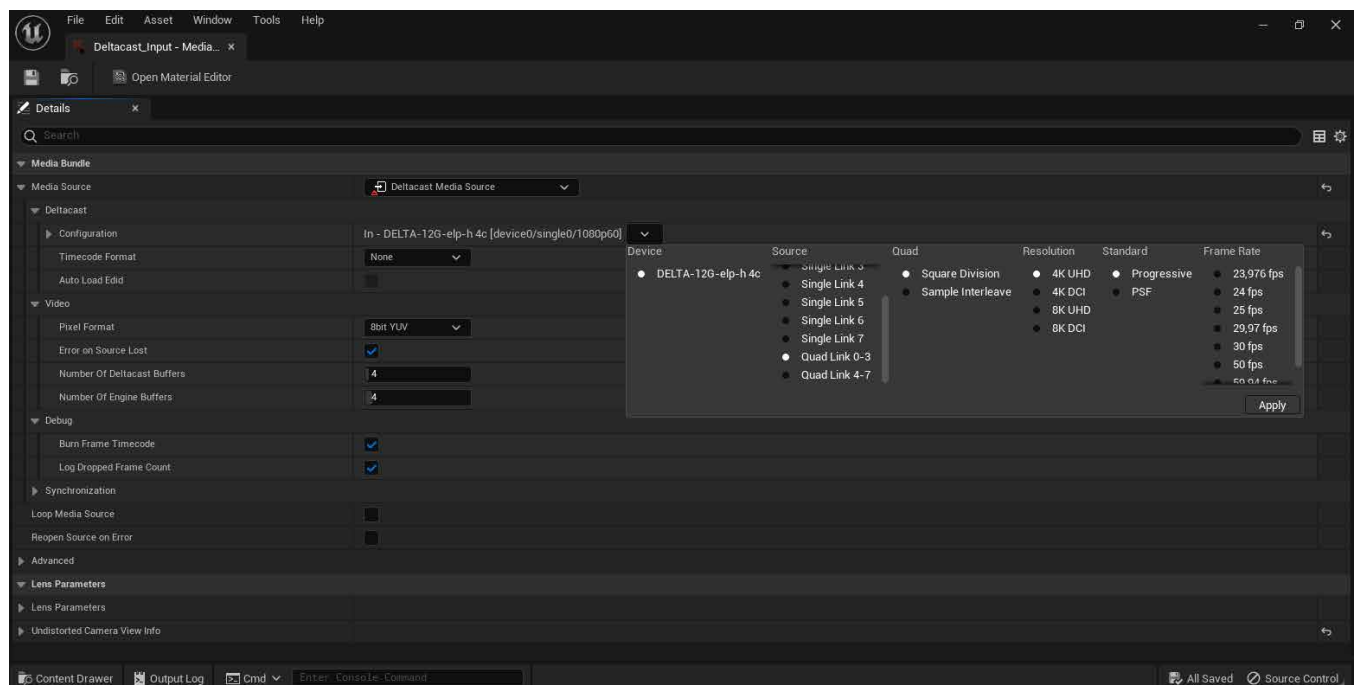 File Edit Asset Window Tools Help
Deltacast_Input - Media... ×
Open Material Editor
Details ×
Search
Media Bundle
Media Source Deltacast Media Source
Deltacast
Configuration In - DELTA-12G-elp-h 4c [device0/single0/1080p60]
Timecode Format None
Auto Load Edid
Video
Pixel Format 8bit YUV
Error on Source Lost
Number Of Deltacast Buffers 4
Number Of Engine Buffers 4
Debug
Burn Frame Timecode
Log Dropped Frame Count
Synchronization
Loop Media Source
Reopen Source on Error
Advanced
Lens Parameters
Lens Parameters
Undistorted Camera View Info
Device Source Quad Resolution Standard Frame Rate
Single Link 3
DELTA-12G-elp-h 4c Square Division 4K UHD Progressive 23,976 fps
Single Link 4
Sample Interleave 4K DCI PSF 24 fps
Single Link 5
8K UHD 25 fps
Single Link 6
8K DCI 29,97 fps
Single Link 7
30 fps
Quad Link 0-3
50 fps
Quad Link 4-7
59,94 fps
Apply
Content Drawer Output Log Cmd Enter Console Command All Saved Source Control